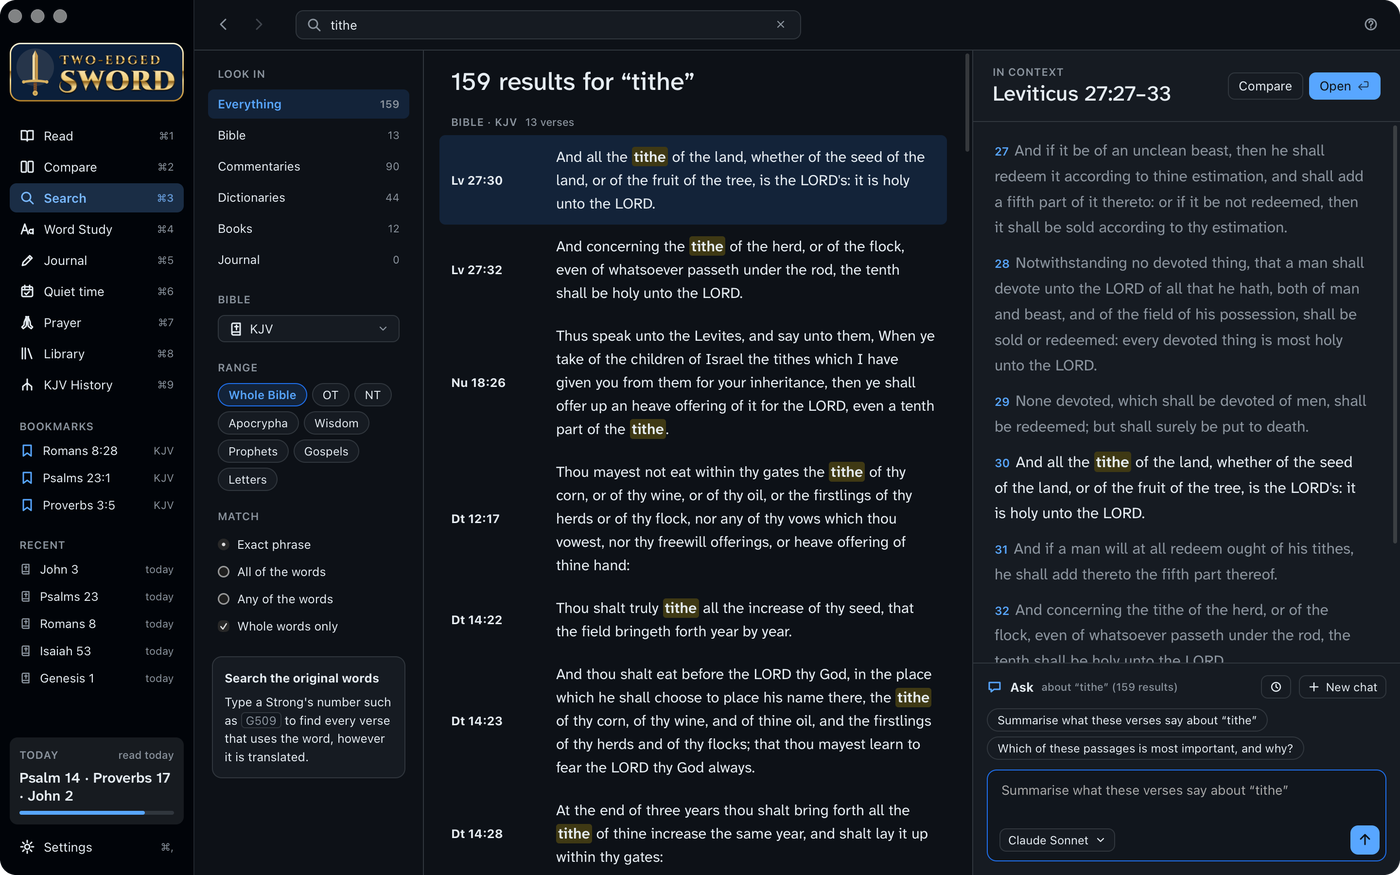 tithe
TWO-EDGED
SWORD
Read ⌘1
Compare ⌘2
Search ⌘3
Word Study ⌘4
Journal ⌘5
Quiet time ⌘6
Prayer ⌘7
Library ⌘8
KJV History ⌘9
BOOKMARKS
Romans 8:28 KJV
Psalms 23:1 KJV
Proverbs 3:5 KJV
RECENT
John 3 today
Psalms 23 today
Romans 8 today
Isaiah 53 today
Genesis 1 today
TODAY read today
Psalm 14 · Proverbs 17
· John 2
Settings ⌘,
LOOK IN
Everything 159
Bible 13
Commentaries 90
Dictionaries 44
Books 12
Journal 0
BIBLE
KJV
RANGE
Whole Bible OT NT
Apocrypha Wisdom
Prophets Gospels
Letters
MATCH
Exact phrase
All of the words
Any of the words
Whole words only
Search the original words
Type a Strong's number such
as G509 to find every verse
that uses the word, however
it is translated.
159 results for “tithe”
BIBLE · KJV 13 verses
Lv 27:30
And all the tithe of the land, whether of the seed of the
land, or of the fruit of the tree, is the LORD's: it is holy
unto the LORD.
Lv 27:32
And concerning the tithe of the herd, or of the flock,
even of whatsoever passeth under the rod, the tenth
shall be holy unto the LORD.
Nu 18:26
Thus speak unto the Levites, and say unto them, When ye
take of the children of Israel the tithes which I have
given you from them for your inheritance, then ye shall
offer up an heave offering of it for the LORD, even a tenth
part of the tithe.
Dt 12:17
Thou mayest not eat within thy gates the tithe of thy
corn, or of thy wine, or of thy oil, or the firstlings of thy
herds or of thy flock, nor any of thy vows which thou
vowest, nor thy freewill offerings, or heave offering of
thine hand:
Dt 14:22
Thou shalt truly tithe all the increase of thy seed, that
the field bringeth forth year by year.
Dt 14:23
And thou shalt eat before the LORD thy God, in the place
which he shall choose to place his name there, the tithe
of thy corn, of thy wine, and of thine oil, and the firstlings
of thy herds and of thy flocks; that thou mayest learn to
fear the LORD thy God always.
Dt 14:28
At the end of three years thou shalt bring forth all the
tithe of thine increase the same year, and shalt lay it up
within thy gates:
IN CONTEXT
Leviticus 27:27–33
Compare
Open
27 And if it be of an unclean beast, then he shall
redeem it according to thine estimation, and shall add
a fifth part of it thereto: or if it be not redeemed, then
it shall be sold according to thy estimation.
28 Notwithstanding no devoted thing, that a man shall
devote unto the LORD of all that he hath, both of man
and beast, and of the field of his possession, shall be
sold or redeemed: every devoted thing is most holy
unto the LORD.
29 None devoted, which shall be devoted of men, shall
be redeemed; but shall surely be put to death.
30 And all the tithe of the land, whether of the seed
of the land, or of the fruit of the tree, is the LORD's: it
is holy unto the LORD.
31 And if a man will at all redeem ought of his tithes,
he shall add thereto the fifth part thereof.
32 And concerning the tithe of the herd, or of the
flock, even of whatsoever passeth under the rod, the
tenth shall be holy unto the LORD.
Ask about “tithe” (159 results)
New chat
Summarise what these verses say about “tithe”
Which of these passages is most important, and why?
Summarise what these verses say about “tithe”
Claude Sonnet